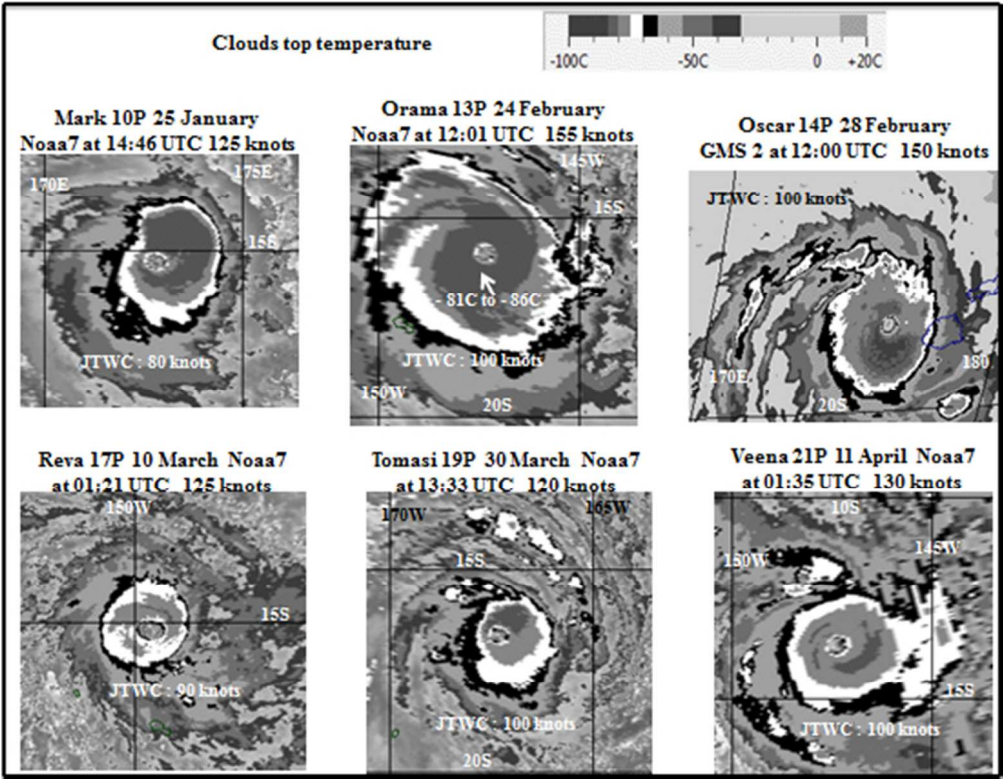 Clouds top temperature
-100C -50C 0 +20C
Mark 10P 25 January
Noaa7 at 14:46 UTC 125 knots
170E
175E
15S
JTWC : 80 knots
Orama 13P 24 February
Noaa7 at 12:01 UTC 155 knots
145W
15S
- 81C to - 86C
JTWC : 100 knots
150W
20S
Oscar 14P 28 February
GMS 2 at 12:00 UTC 150 knots
JTWC : 100 knots
170E
180
20S
Reva 17P 10 March Noaa7
at 01:21 UTC 125 knots
150W
15S
JTWC : 90 knots
Tomasi 19P 30 March Noaa7
at 13:33 UTC 120 knots
170W
165W
15S
JTWC : 100 knots
20S
Veena 21P 11 April Noaa7
at 01:35 UTC 130 knots
10S
150W
145W
15S
JTWC : 100 knots